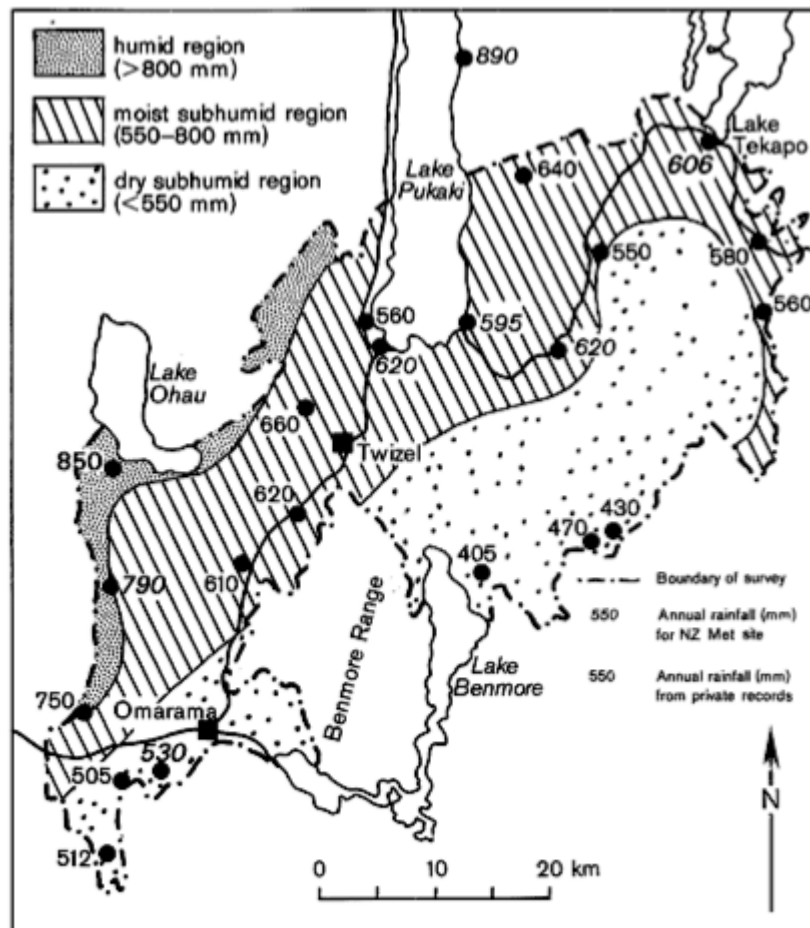 humid region
(>800 mm)
moist subhumid region
(550–800 mm)
dry subhumid region
(<550 mm)
890
Lake
Pukaki
Lake
Tekapo
640
606
550
580
560
560
595
620
620
Lake
Ohau
660
Twizel
850
620
430
470
405
790
610
Boundary of survey
550
Annual rainfall (mm)
for NZ Met site
550
Annual rainfall (mm)
from private records
Benmore Range
Lake
Benmore
750
Omarama
530
505
512
0 10 20 km
N